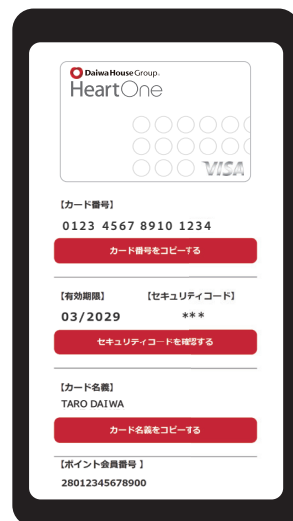 Daiwa House Group®
HeartOne
VISA
【カード番号】
0123 4567 8910 1234
カード番号をコピーする
【有効期限】 【セキュリティコード】
03/2029 ***
セキュリティコードを確認する
【カード名義】
TARO DAIWA
カード名義をコピーする
【ポイント会員番号 】
28012345678900